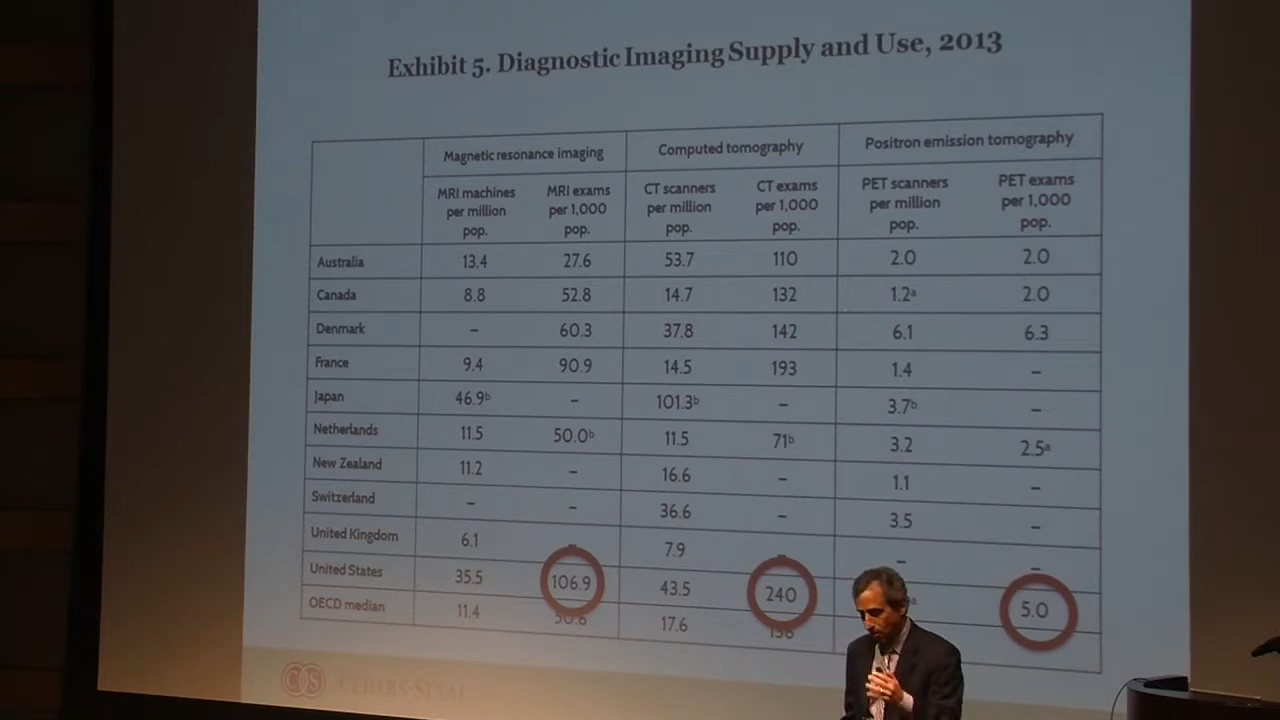 Exhibit 5. Diagnostic Imaging Supply and Use, 2013
Magnetic resonance imaging Computed tomography Positron emission tomography
MRI machines per million pop. MRI exams per 1,000 pop. CT scanners per million pop. CT exams per 1,000 pop. PET scanners per million pop. PET exams per 1,000 pop.
Australia 13.4 27.6 53.7 110 2.0 2.0
Canada 8.8 52.8 14.7 132 1.2a 2.0
Denmark – 60.3 37.8 142 6.1 6.3
France 9.4 90.9 14.5 193 1.4 –
Japan 46.9b – 101.3b – 3.7b –
Netherlands 11.5 50.0b 11.5 71b 3.2 2.5a
New Zealand 11.2 – 16.6 – 1.1 –
Switzerland – – 36.6 – 3.5 –
United Kingdom 6.1 – 7.9 – – –
United States 35.5 106.9 43.5 240 a 5.0
OECD median 11.4 50.6 17.6 136
CS CEDARS-SINAI